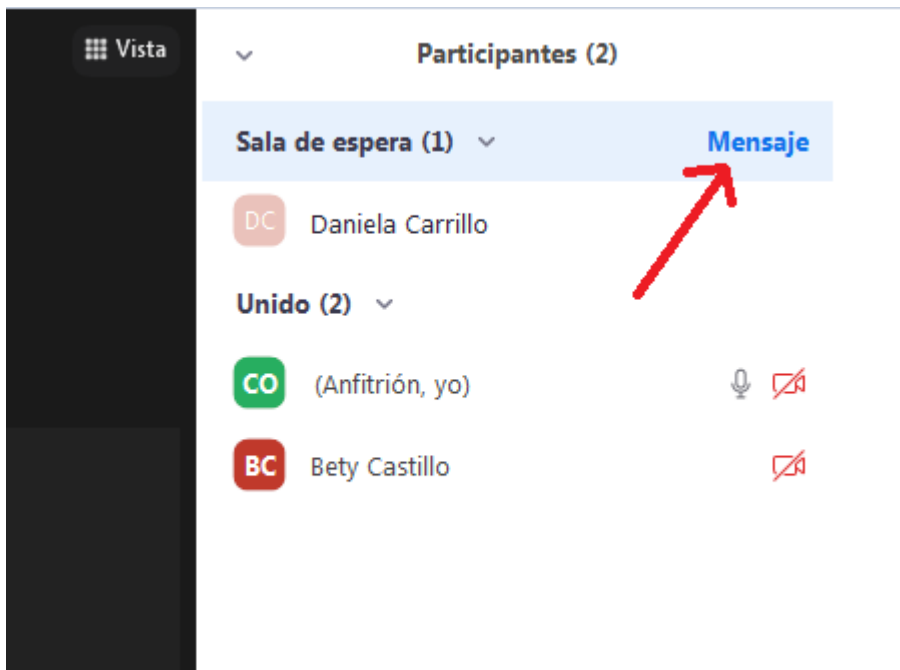 Vista
Participantes (2)
Sala de espera (1) Mensaje
DC Daniela Carrillo
Unido (2)
CO (Anfitrión, yo)
BC Bety Castillo